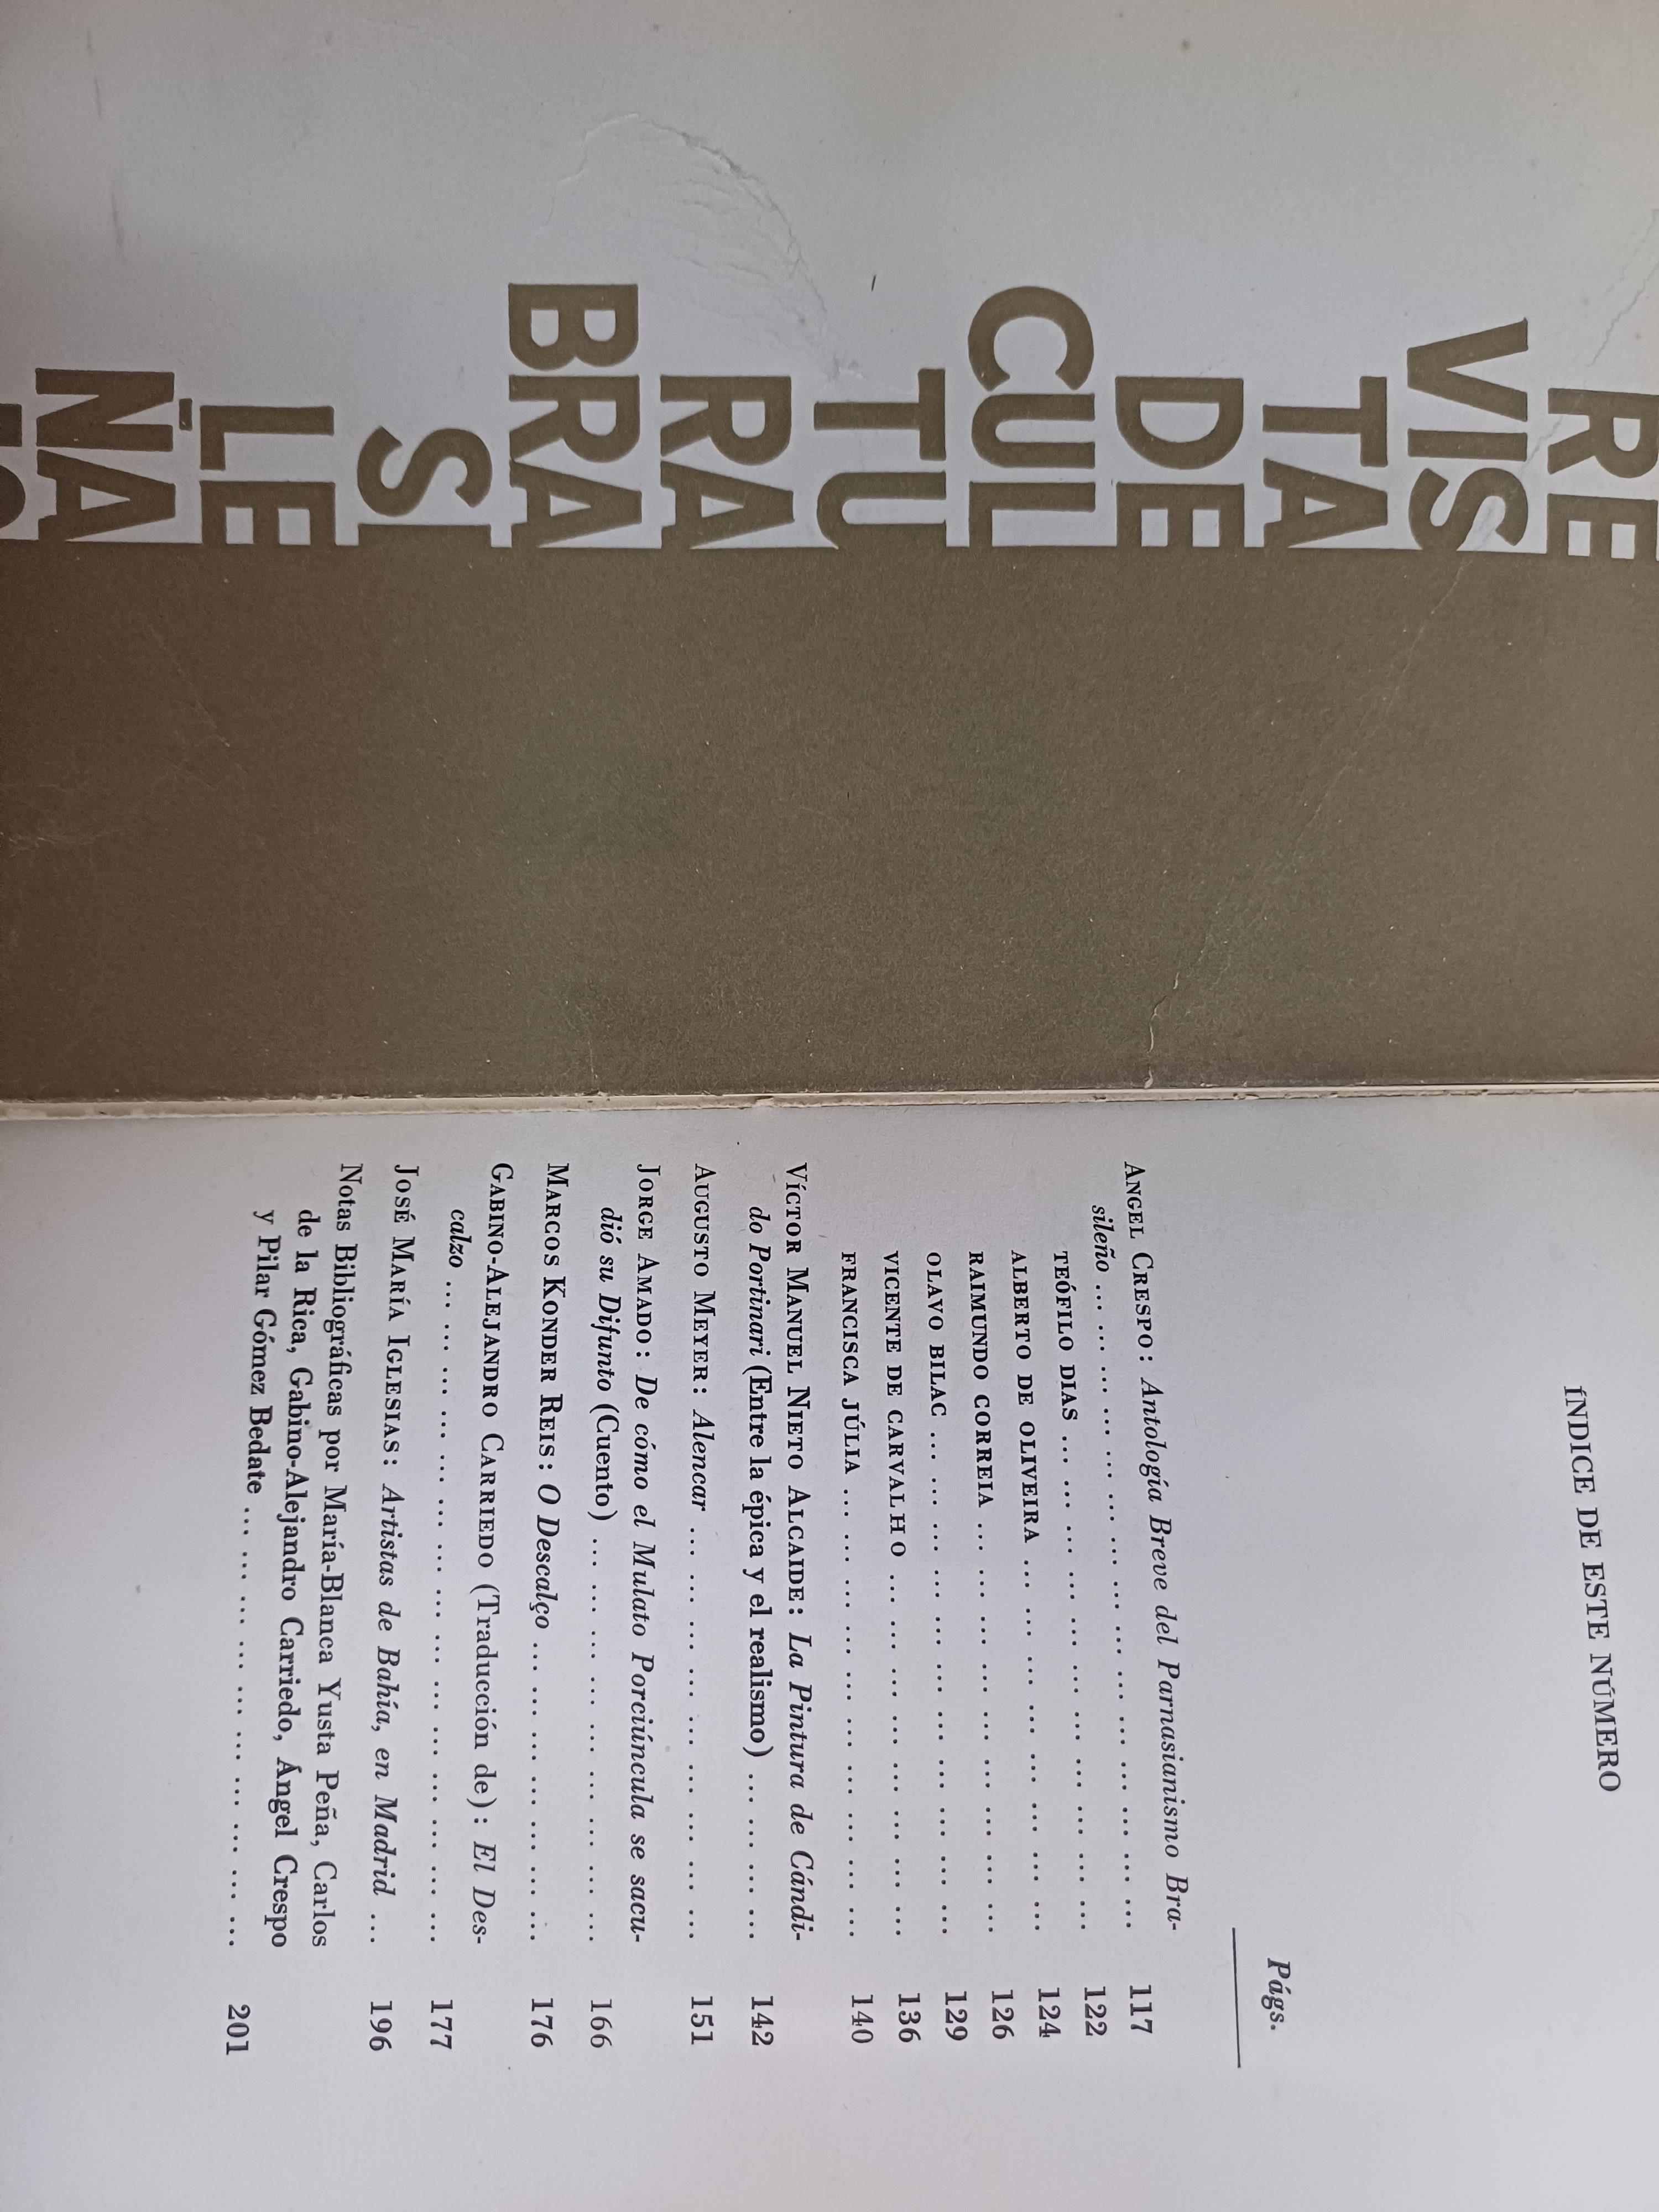 RE
VIS
TA
DE
CUL
TU
RA
BRA
SI
LE
ÑA
ÍNDICE DE ESTE NÚMERO
Págs.
ANGEL CRESPO: Antología Breve del Parnasianismo Bra-
sileño ... ... ... ... ... ... ... ... ... ... ... ... ... 117
TEÓFILO DIAS ... ... ... ... ... ... ... ... ... ... 122
ALBERTO DE OLIVEIRA ... ... ... ... ... ... ... ... 124
RAIMUNDO CORREIA ... ... ... ... ... ... ... ... ... 126
OLAVO BILAC ... ... ... ... ... ... ... ... ... ... 129
VICENTE DE CARVALHO ... ... ... ... ... ... ... ... 136
FRANCISCA JÚLIA ... ... ... ... ... ... ... ... ... 140
VÍCTOR MANUEL NIETO ALCAIDE: La Pintura de Cándi-
do Portinari (Entre la épica y el realismo) ... ... ... ... 142
AUGUSTO MEYER: Alencar ... ... ... ... ... ... ... ... 151
JORGE AMADO: De cómo el Mulato Porciúncula se sacu-
dió su Difunto (Cuento) ... ... ... ... ... ... ... ... 166
MARCOS KONDER REIS: O Descalço ... ... ... ... ... ... 176
GABINO-ALEJANDRO CARRIEDO (Traducción de): El Des-
calzo ... ... ... ... ... ... ... ... ... ... ... ... 177
JOSÉ MARÍA IGLESIAS: Artistas de Bahía, en Madrid ... 196
Notas Bibliográficas por María-Blanca Yusta Peña, Carlos
de la Rica, Gabino-Alejandro Carriedo, Ángel Crespo
y Pilar Gómez Bedate ... ... ... ... ... ... ... ... ... 201